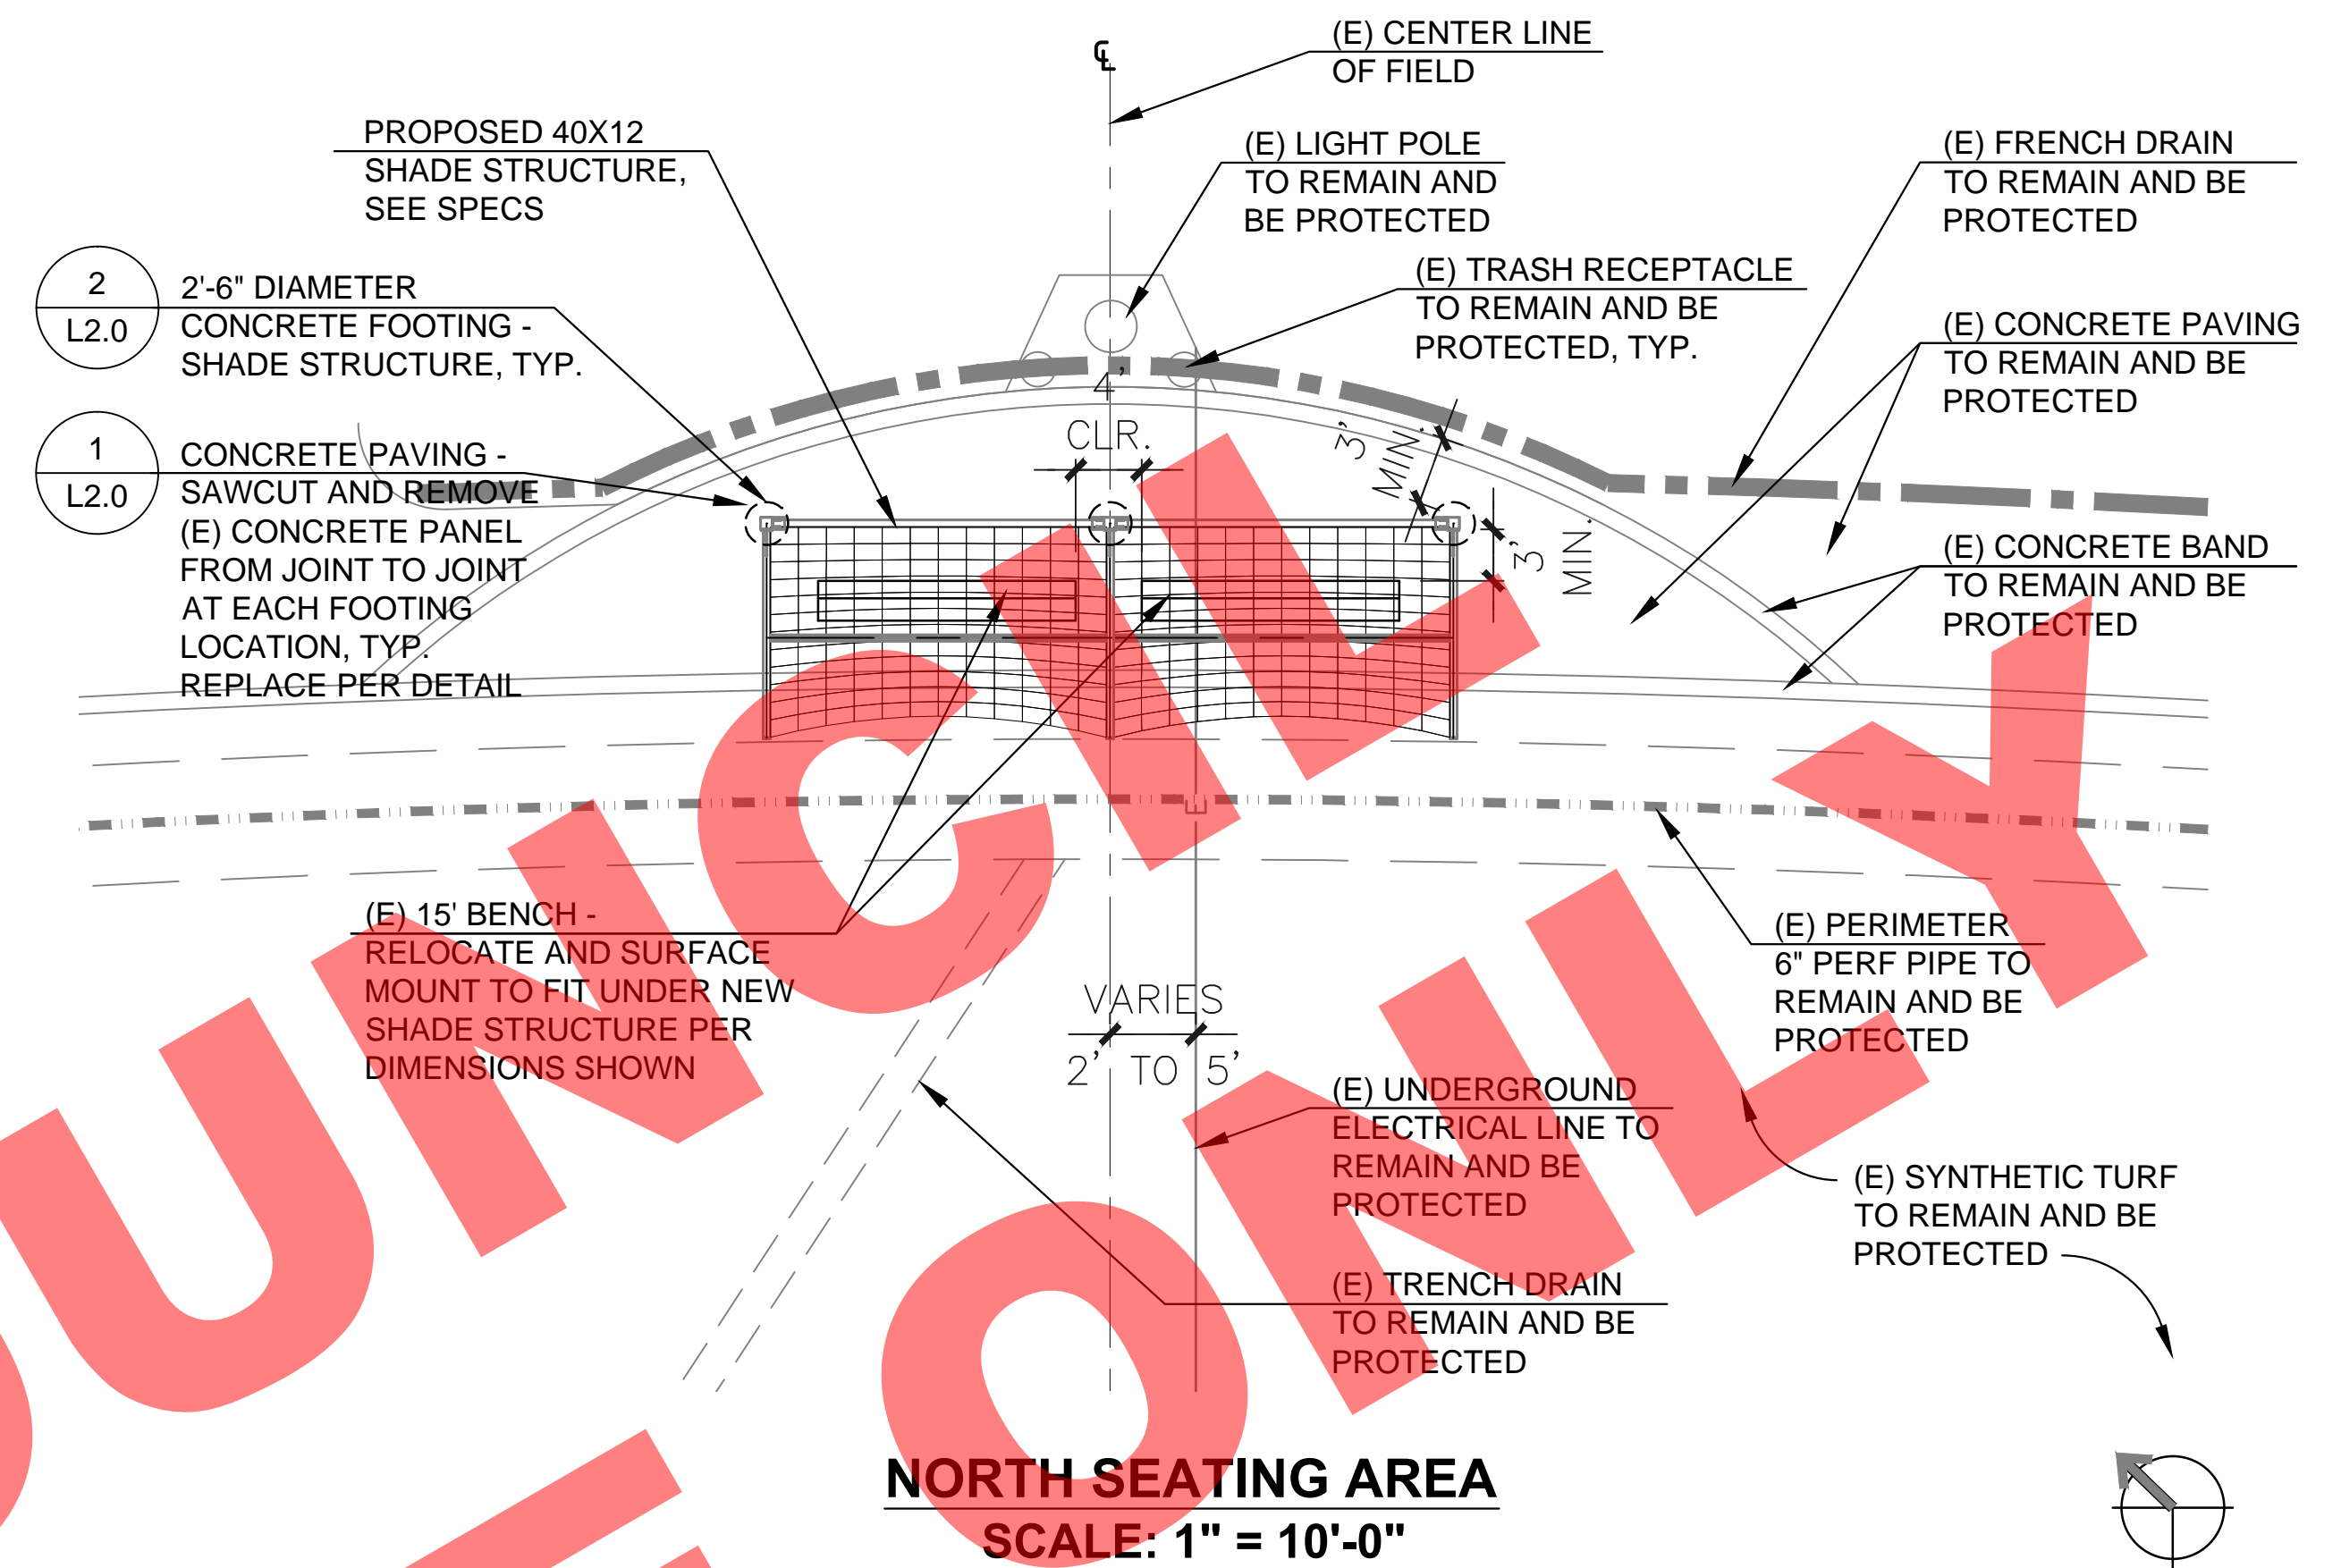 ℄
(E) CENTER LINE
OF FIELD
PROPOSED 40X12
SHADE STRUCTURE,
SEE SPECS
(E) LIGHT POLE
TO REMAIN AND
BE PROTECTED
(E) FRENCH DRAIN
TO REMAIN AND BE
PROTECTED
2
L2.0
2'-6" DIAMETER
CONCRETE FOOTING -
SHADE STRUCTURE, TYP.
(E) TRASH RECEPTACLE
TO REMAIN AND BE
PROTECTED, TYP.
(E) CONCRETE PAVING
TO REMAIN AND BE
PROTECTED
1
L2.0
CONCRETE PAVING -
SAWCUT AND REMOVE
(E) CONCRETE PANEL
FROM JOINT TO JOINT
AT EACH FOOTING
LOCATION, TYP.
REPLACE PER DETAIL
4'
CLR.
3'
MIN.
3'
MIN.
(E) CONCRETE BAND
TO REMAIN AND BE
PROTECTED
(E) 15' BENCH -
RELOCATE AND SURFACE
MOUNT TO FIT UNDER NEW
SHADE STRUCTURE PER
DIMENSIONS SHOWN
VARIES
2' TO 5'
(E) PERIMETER
6" PERF PIPE TO
REMAIN AND BE
PROTECTED
(E) UNDERGROUND
ELECTRICAL LINE TO
REMAIN AND BE
PROTECTED
(E) SYNTHETIC TURF
TO REMAIN AND BE
PROTECTED
(E) TRENCH DRAIN
TO REMAIN AND BE
PROTECTED
NORTH SEATING AREA
SCALE: 1" = 10'-0"
UNCIL
ONLY